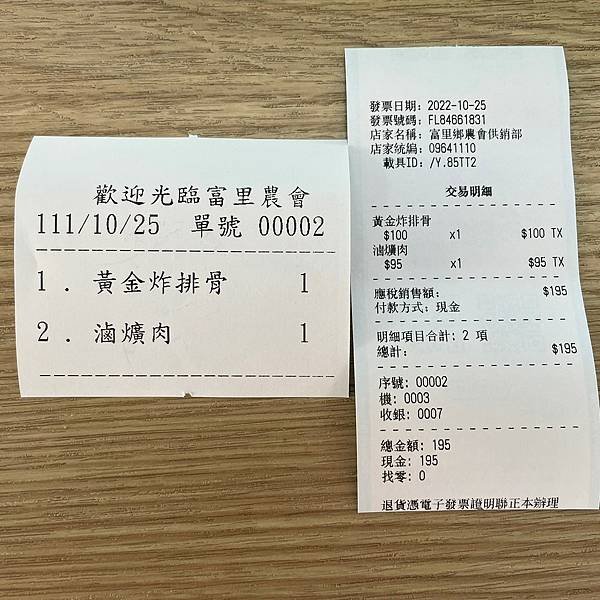 歡迎光臨富里農會
111/10/25 單號 00002
1 . 黃金炸排骨 1
2 . 滷爌肉 1
發票日期: 2022-10-25
發票號碼: FL84661831
店家名稱: 富里鄉農會供銷部
店家統編: 09641110
載具ID: /Y.85TT2
交易明細
黃金炸排骨
$100 x1 $100 TX
滷爌肉
$95 x1 $95 TX
應稅銷售額: $195
付款方式: 現金
明細項目合計: 2 項
總計: $195
序號: 00002
機: 0003
收銀: 0007
總金額: 195
現金: 195
找零: 0
退貨憑電子發票證明聯正本辦理